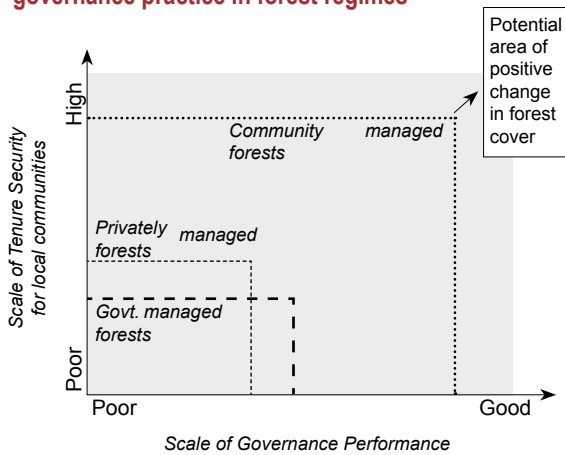 governance practice in forest regimes
Potential
area of
positive
change
in forest
cover
High
Community managed
forests
Scale of Tenure Security
for local communities
Privately managed
forests
Govt. managed
forests
Poor
Poor Good
Scale of Governance Performance